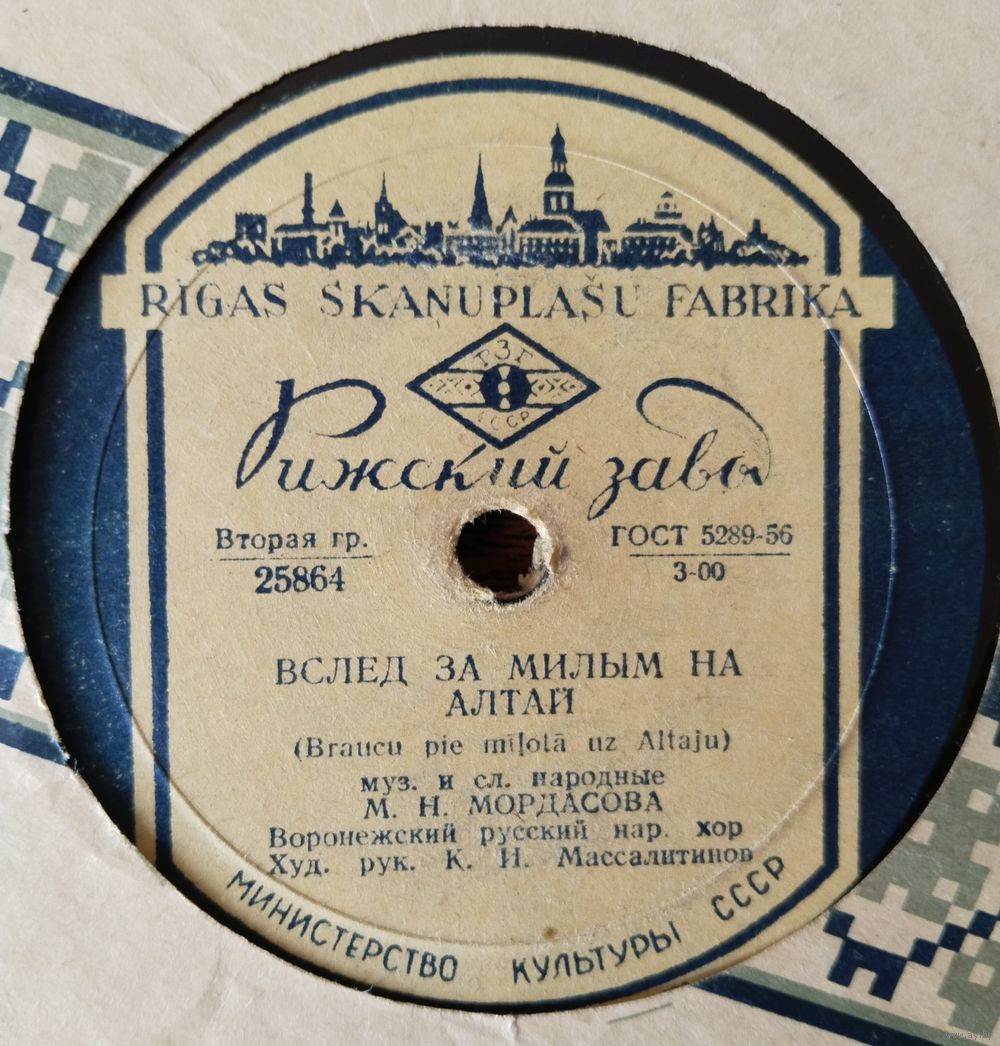 RĪGAS SKAŅUPLAŠU FABRIKA
РЗГ
СССР
Рижский завод
Вторая гр.
25864
ГОСТ 5289-56
3-00
ВСЛЕД ЗА МИЛЫМ НА
АЛТАЙ
(Braucu pie mīļotā uz Altaju)
муз. и сл. народные
М. Н. МОРДАСОВА
Воронежский русский нар. хор
Худ. рук. К. И. Массалитинов
МИНИСТЕРСТВО КУЛЬТУРЫ СССР